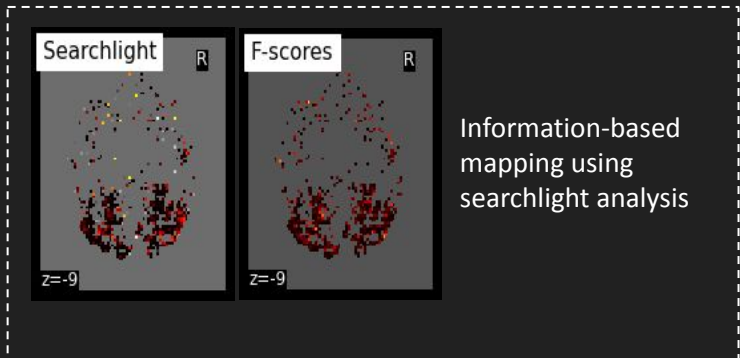 Searchlight
R
z=-9
F-scores
R
z=-9
Information-based
mapping using
searchlight analysis